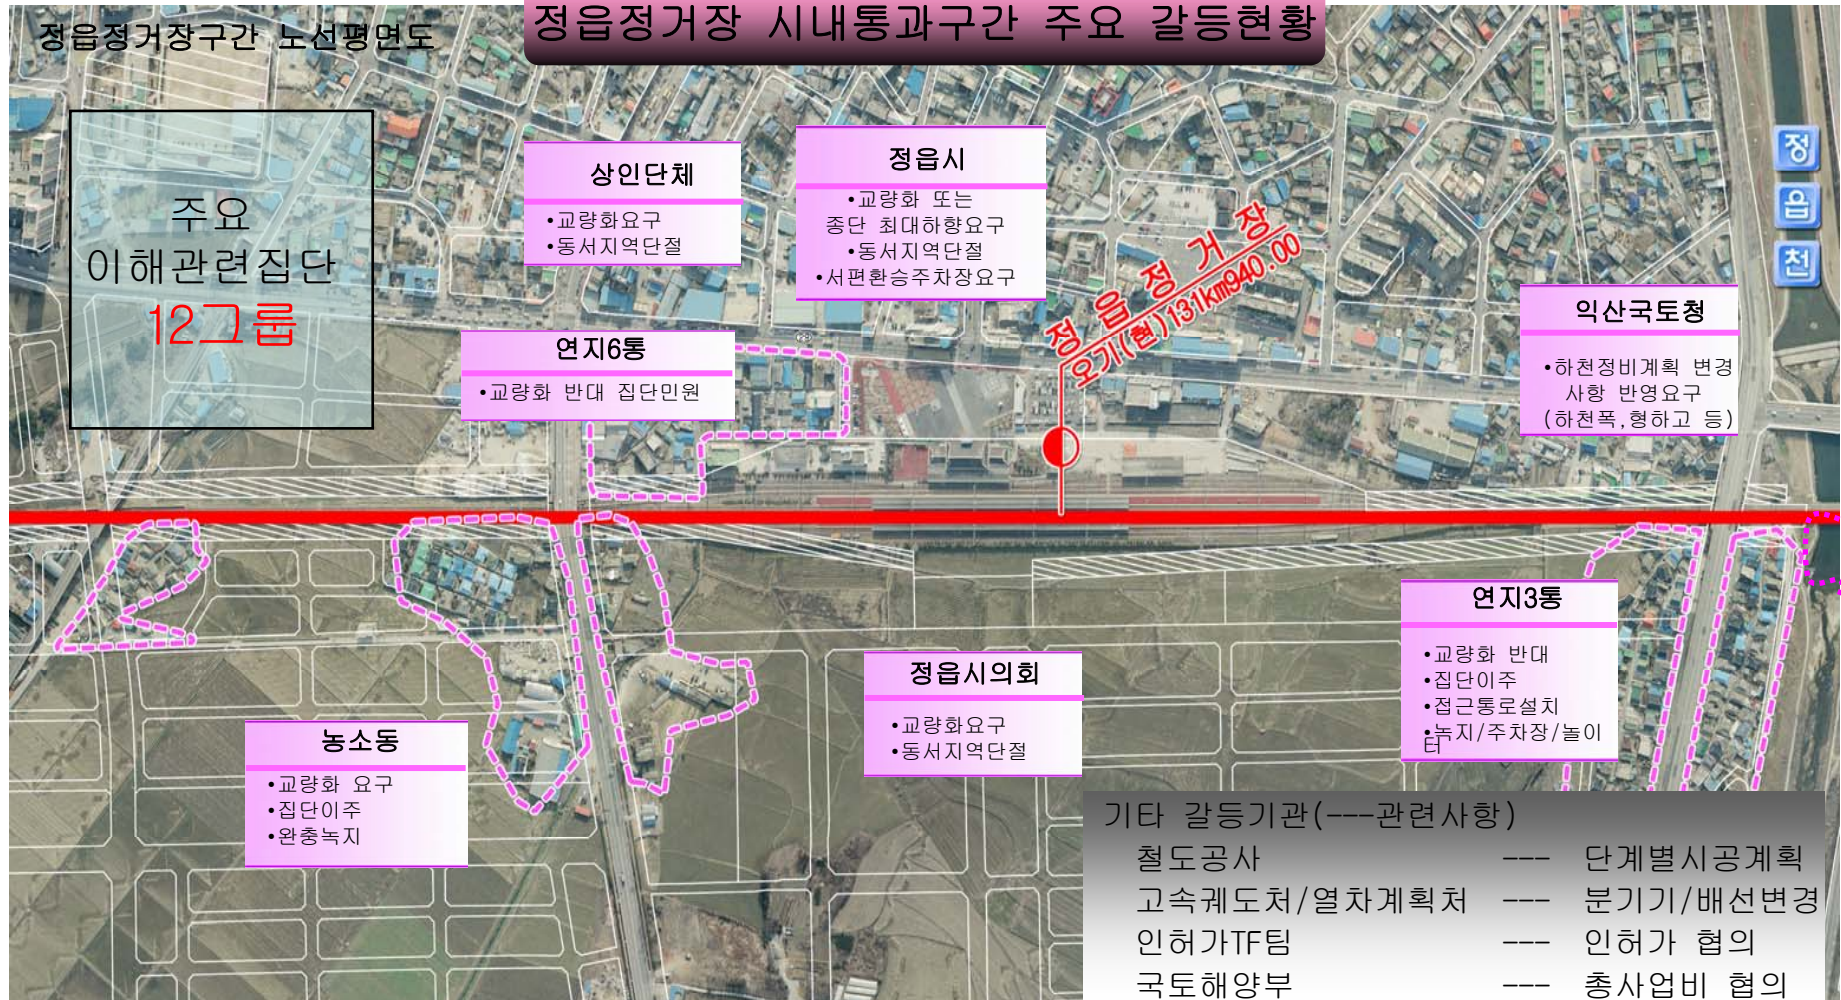 정읍정거장 시내통과구간 주요 갈등현황
정읍정거장구간 노선평면도
주요
이해관련집단
12그룹
상인단체
•교량화요구
•동서지역단절
정읍시
•교량화 또는
종단 최대하향요구
•동서지역단절
•서편환승주차장요구
정
읍
천
정읍정거장
오기(현)131km940.00
익산국토청
•하천정비계획 변경
사항 반영요구
(하천폭,형하고 등)
연지6통
•교량화 반대 집단민원
연지3통
•교량화 반대
•집단이주
•접근통로설치
•녹지/주차장/놀이
터
정읍시의회
•교량화요구
•동서지역단절
농소동
•교량화 요구
•집단이주
•완충녹지
기타 갈등기관(---관련사항)
철도공사 --- 단계별시공계획
고속궤도처/열차계획처 --- 분기기/배선변경
인허가TF팀 --- 인허가 협의
국토해양부 --- 총사업비 협의